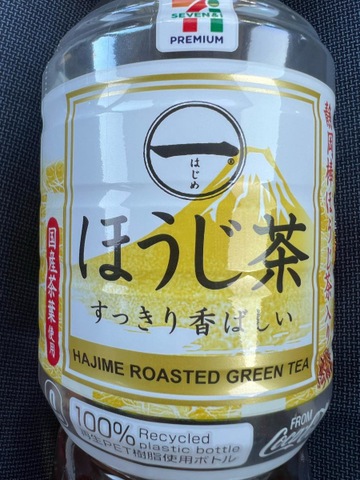 7
SEVEN&i
PREMIUM
一
はじめ
®
ほうじ茶
すっきり香ばしい
HAJIME ROASTED GREEN TEA
国産茶葉
使用
100% Recycled
plastic bottle
再生PET樹脂使用ボトル
FROM